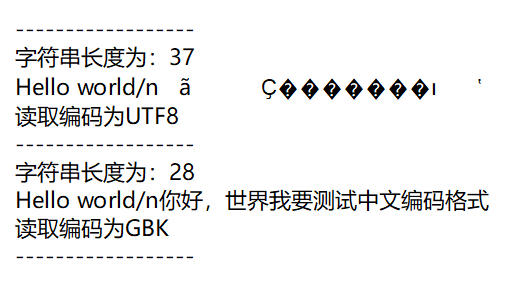 ------------------
字符串长度为：37
Hello world/n ã Ç�������ı ‛
读取编码为UTF8
------------------
字符串长度为：28
Hello world/n你好，世界我要测试中文编码格式
读取编码为GBK
------------------